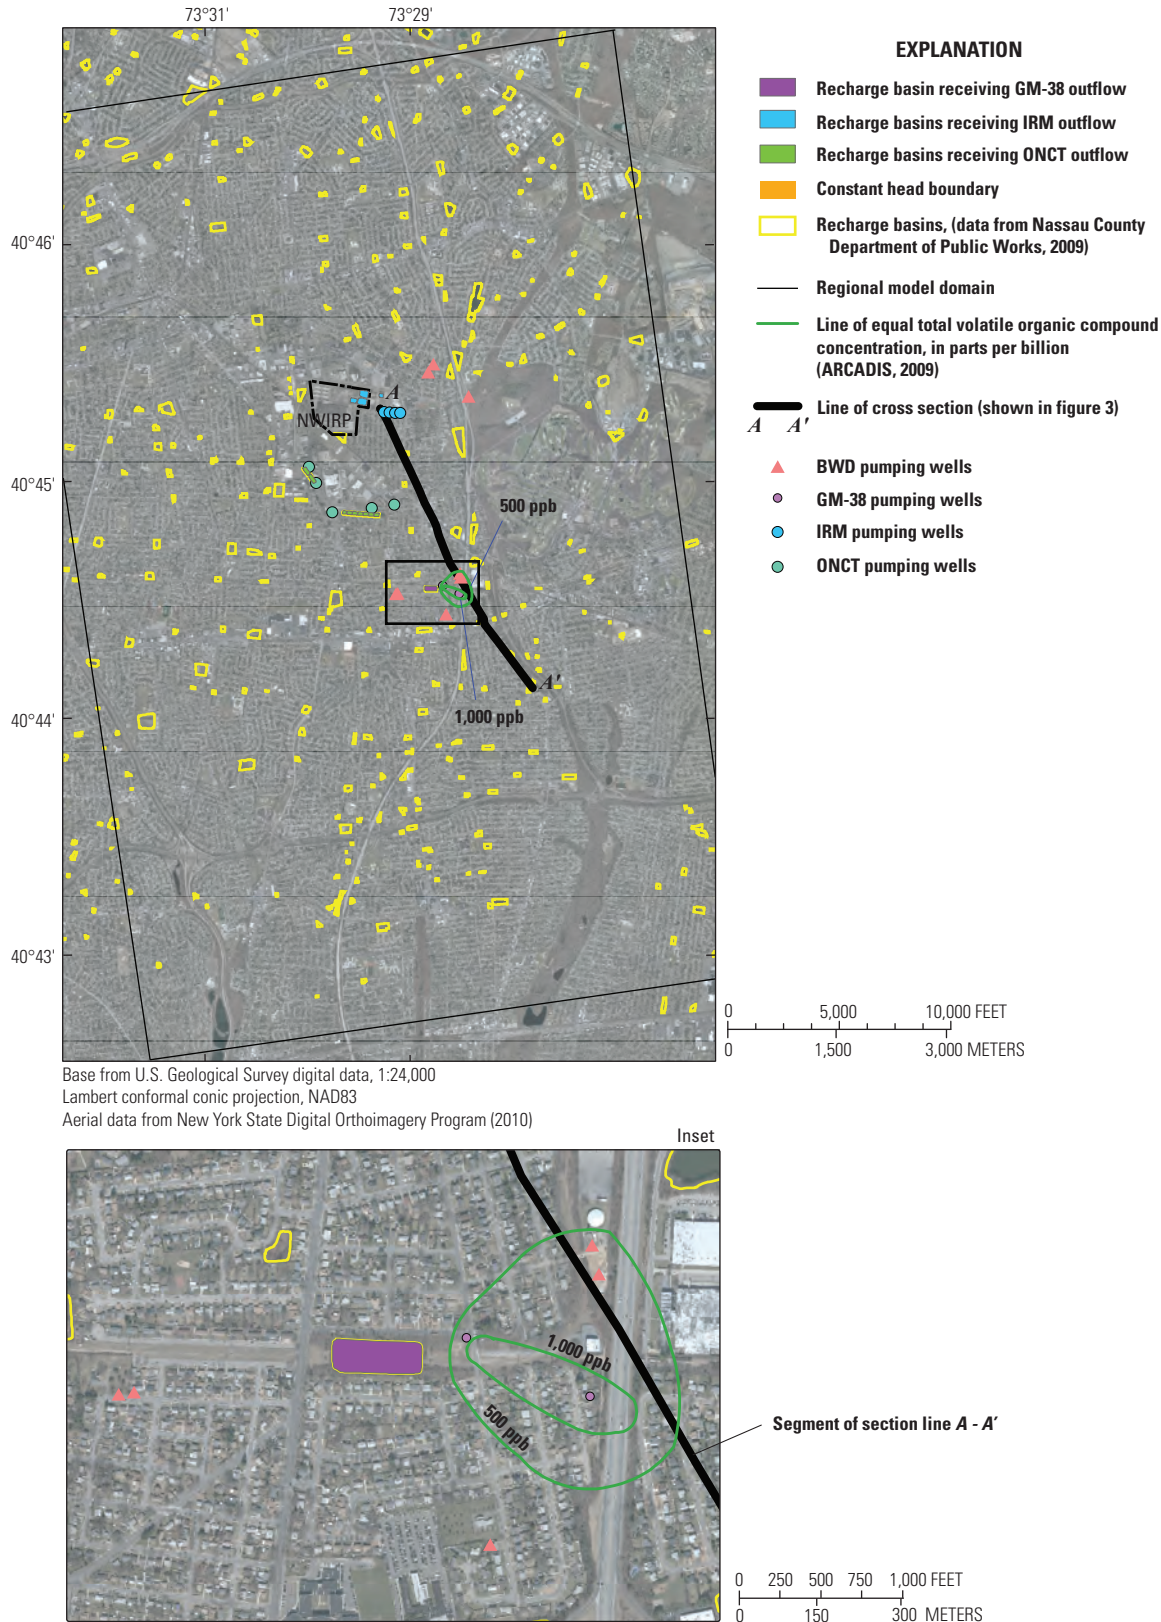 73°31' 73°29'
EXPLANATION
Recharge basin receiving GM-38 outflow
Recharge basins receiving IRM outflow
Recharge basins receiving ONCT outflow
Constant head boundary
Recharge basins, (data from Nassau County
Department of Public Works, 2009)
Regional model domain
Line of equal total volatile organic compound
concentration, in parts per billion
(ARCADIS, 2009)
Line of cross section (shown in figure 3)
A A'
BWD pumping wells
GM-38 pumping wells
IRM pumping wells
ONCT pumping wells
40°46'
40°45'
40°44'
40°43'
NWIRP
A
500 ppb
1,000 ppb
A'
0 5,000 10,000 FEET
0 1,500 3,000 METERS
Base from U.S. Geological Survey digital data, 1:24,000
Lambert conformal conic projection, NAD83
Aerial data from New York State Digital Orthoimagery Program (2010)
Inset
1,000 ppb
500 ppb
Segment of section line A - A'
0 250 500 750 1,000 FEET
0 150 300 METERS